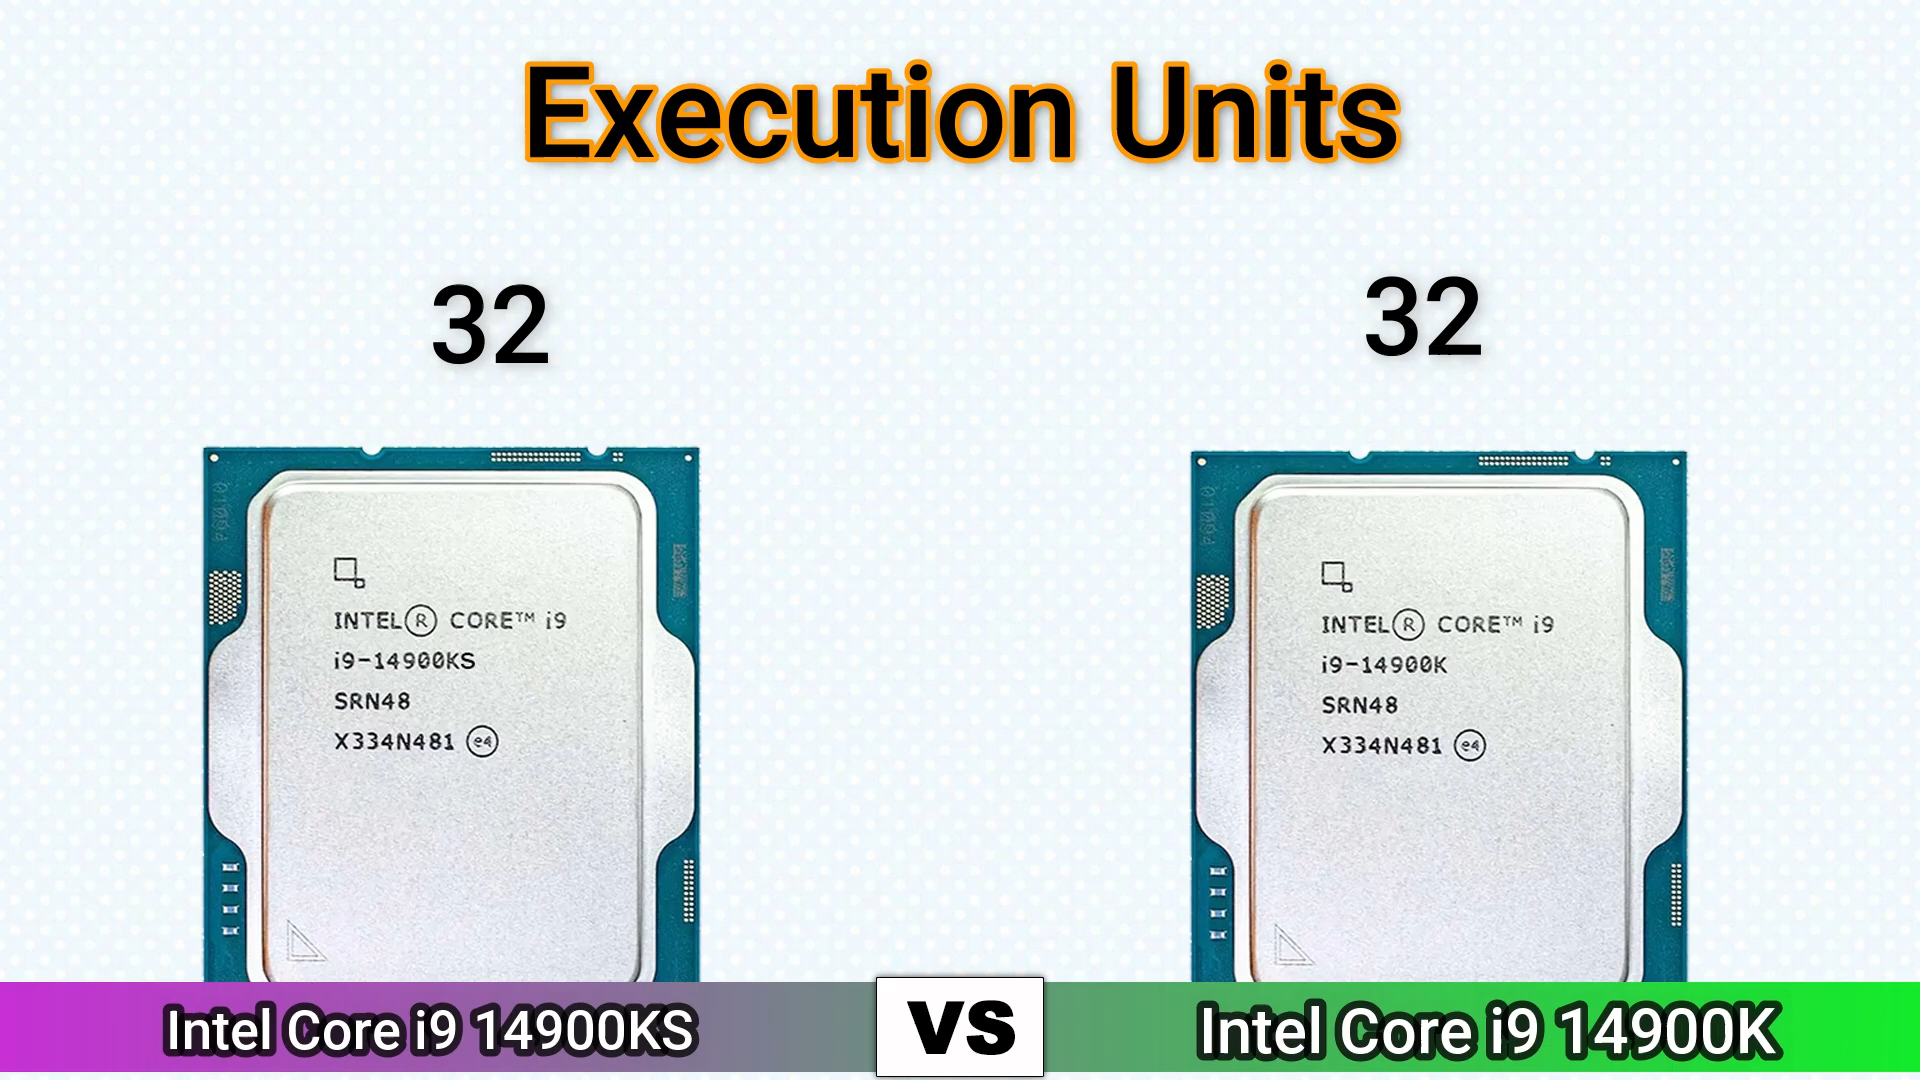 Execution Units
32
32
INTEL® CORE™ i9
i9-14900KS
SRN48
X334N481 e4
INTEL® CORE™ i9
i9-14900K
SRN48
X334N481 e4
Intel Core i9 14900KS
VS
Intel Core i9 14900K